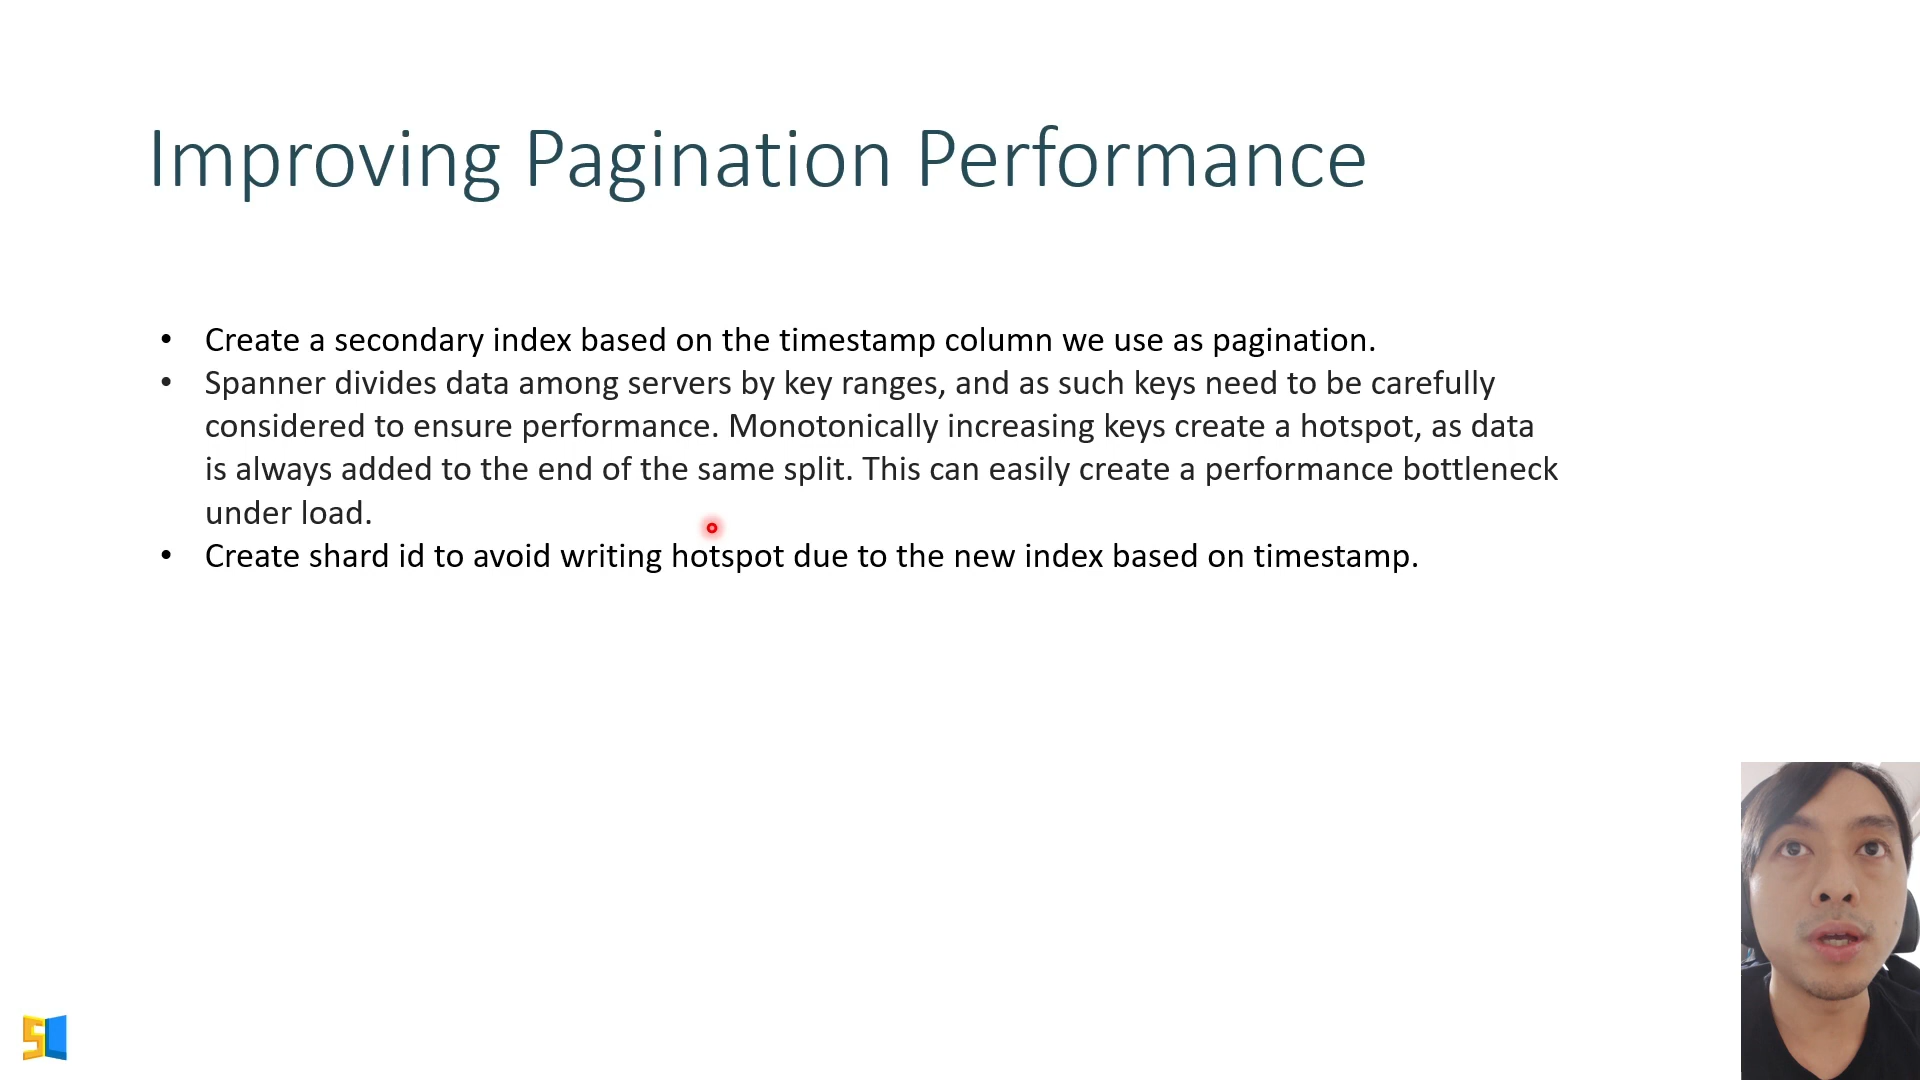 Improving Pagination Performance
• Create a secondary index based on the timestamp column we use as pagination.
• Spanner divides data among servers by key ranges, and as such keys need to be carefully
considered to ensure performance. Monotonically increasing keys create a hotspot, as data
is always added to the end of the same split. This can easily create a performance bottleneck
under load.
• Create shard id to avoid writing hotspot due to the new index based on timestamp.